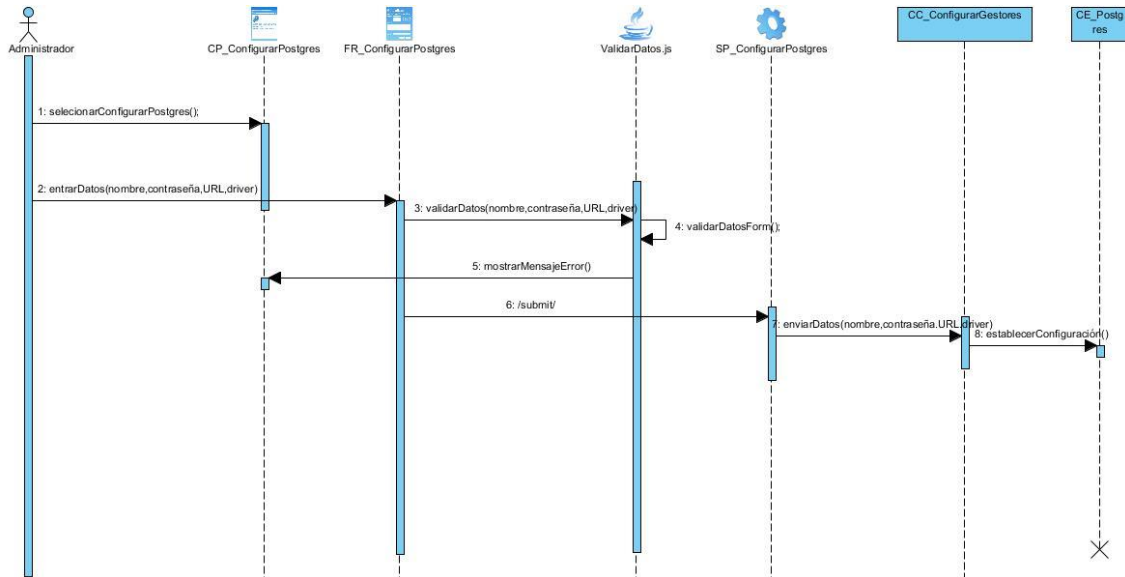 Administrador
CP_ConfigurarPostgres
FR_ConfigurarPostgres
ValidarDatos.js
SP_ConfigurarPostgres
CC_ConfigurarGestores
CE_Postg
res
1: selecionarConfigurarPostgres();
2: entrarDatos(nombre,contraseña,URL,driver)
3: validarDatos(nombre,contraseña,URL,driver)
4: validarDatosForm();
5: mostrarMensajeError()
6: /submit/
7: enviarDatos(nombre,contraseña.URL,driver)
8: establecerConfiguración()